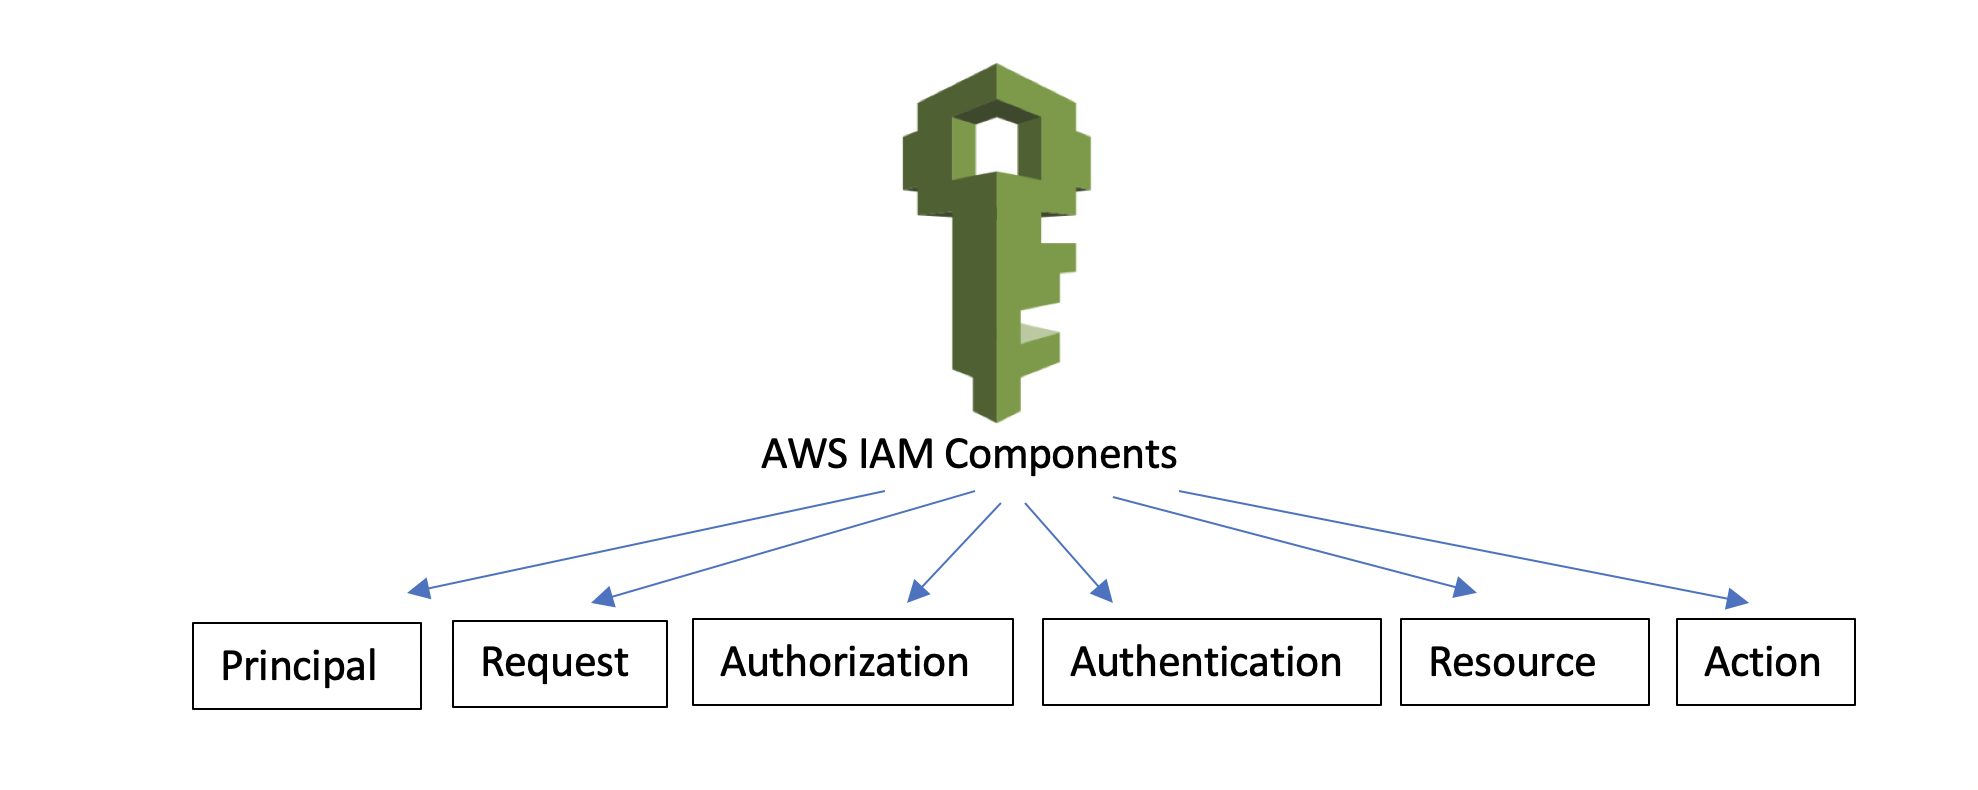 AWS IAM Components
Principal
Request
Authorization
Authentication
Resource
Action